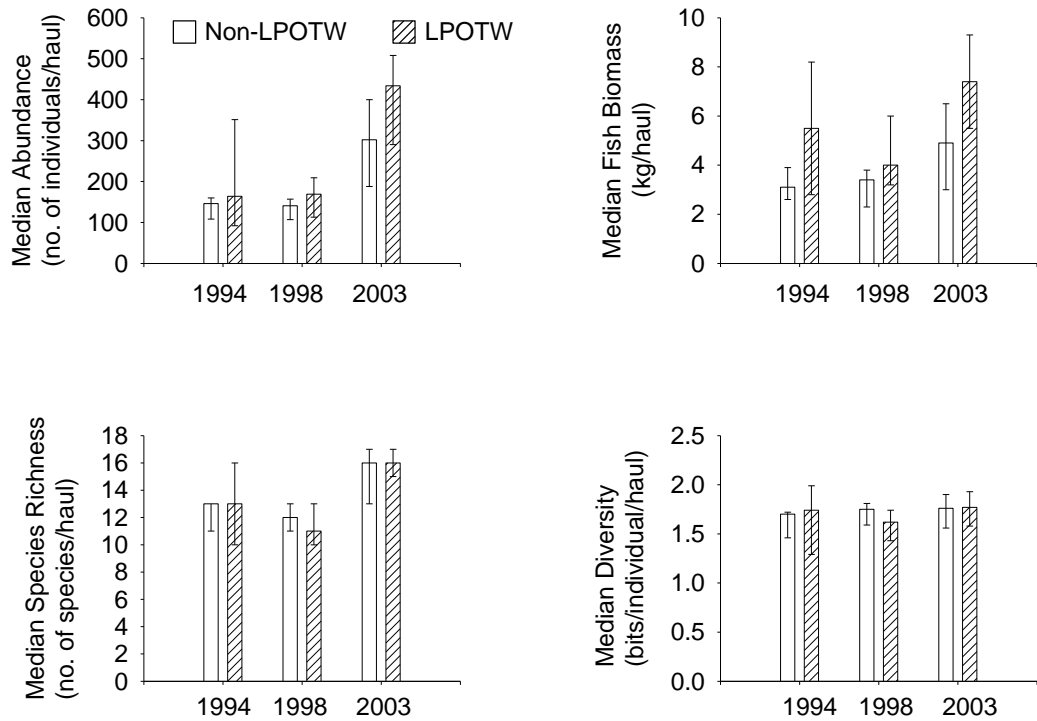 Median Abundance
(no. of individuals/haul)
600
500
400
300
200
100
0
Non-LPOTW
LPOTW
1994 1998 2003
Median Fish Biomass
(kg/haul)
10
8
6
4
2
0
1994 1998 2003
Median Species Richness
(no. of species/haul)
18
16
14
12
10
8
6
4
2
0
1994 1998 2003
Median Diversity
(bits/individual/haul)
2.5
2.0
1.5
1.0
0.5
0.0
1994 1998 2003